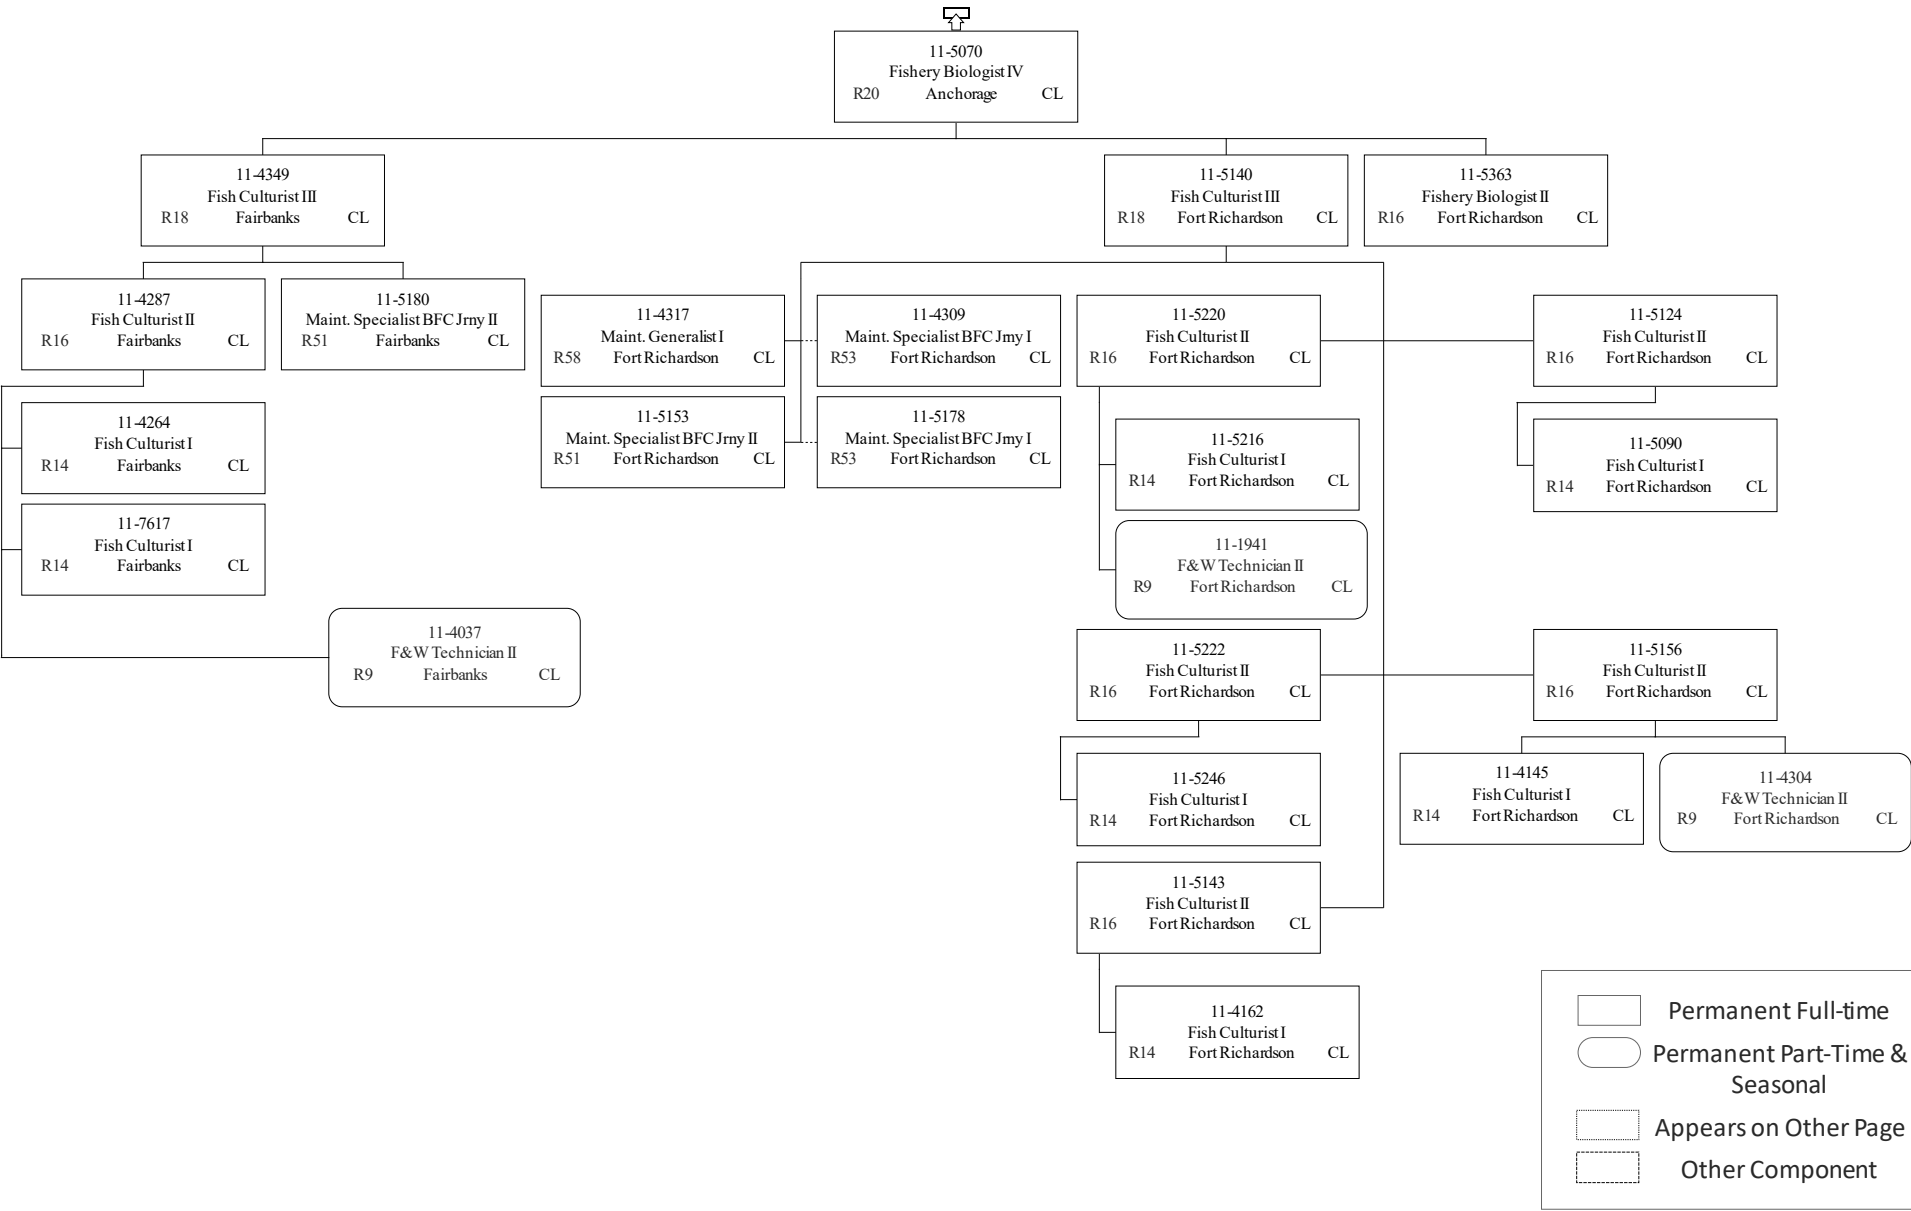 11-5070
Fishery Biologist IV
R20 Anchorage CL
11-4349
Fish Culturist III
R18 Fairbanks CL
11-5140
Fish Culturist III
R18 Fort Richardson CL
11-5363
Fishery Biologist II
R16 Fort Richardson CL
11-4287
Fish Culturist II
R16 Fairbanks CL
11-5180
Maint. Specialist BFC Jrny II
R51 Fairbanks CL
11-4317
Maint. Generalist I
R58 Fort Richardson CL
11-4309
Maint. Specialist BFC Jrny I
R53 Fort Richardson CL
11-5220
Fish Culturist II
R16 Fort Richardson CL
11-5124
Fish Culturist II
R16 Fort Richardson CL
11-4264
Fish Culturist I
R14 Fairbanks CL
11-5153
Maint. Specialist BFC Jrny II
R51 Fort Richardson CL
11-5178
Maint. Specialist BFC Jrny I
R53 Fort Richardson CL
11-5216
Fish Culturist I
R14 Fort Richardson CL
11-5090
Fish Culturist I
R14 Fort Richardson CL
11-7617
Fish Culturist I
R14 Fairbanks CL
11-1941
F&W Technician II
R9 Fort Richardson CL
11-4037
F&W Technician II
R9 Fairbanks CL
11-5222
Fish Culturist II
R16 Fort Richardson CL
11-5156
Fish Culturist II
R16 Fort Richardson CL
11-5246
Fish Culturist I
R14 Fort Richardson CL
11-4145
Fish Culturist I
R14 Fort Richardson CL
11-4304
F&W Technician II
R9 Fort Richardson CL
11-5143
Fish Culturist II
R16 Fort Richardson CL
11-4162
Fish Culturist I
R14 Fort Richardson CL
Permanent Full-time
Permanent Part-Time &
Seasonal
Appears on Other Page
Other Component